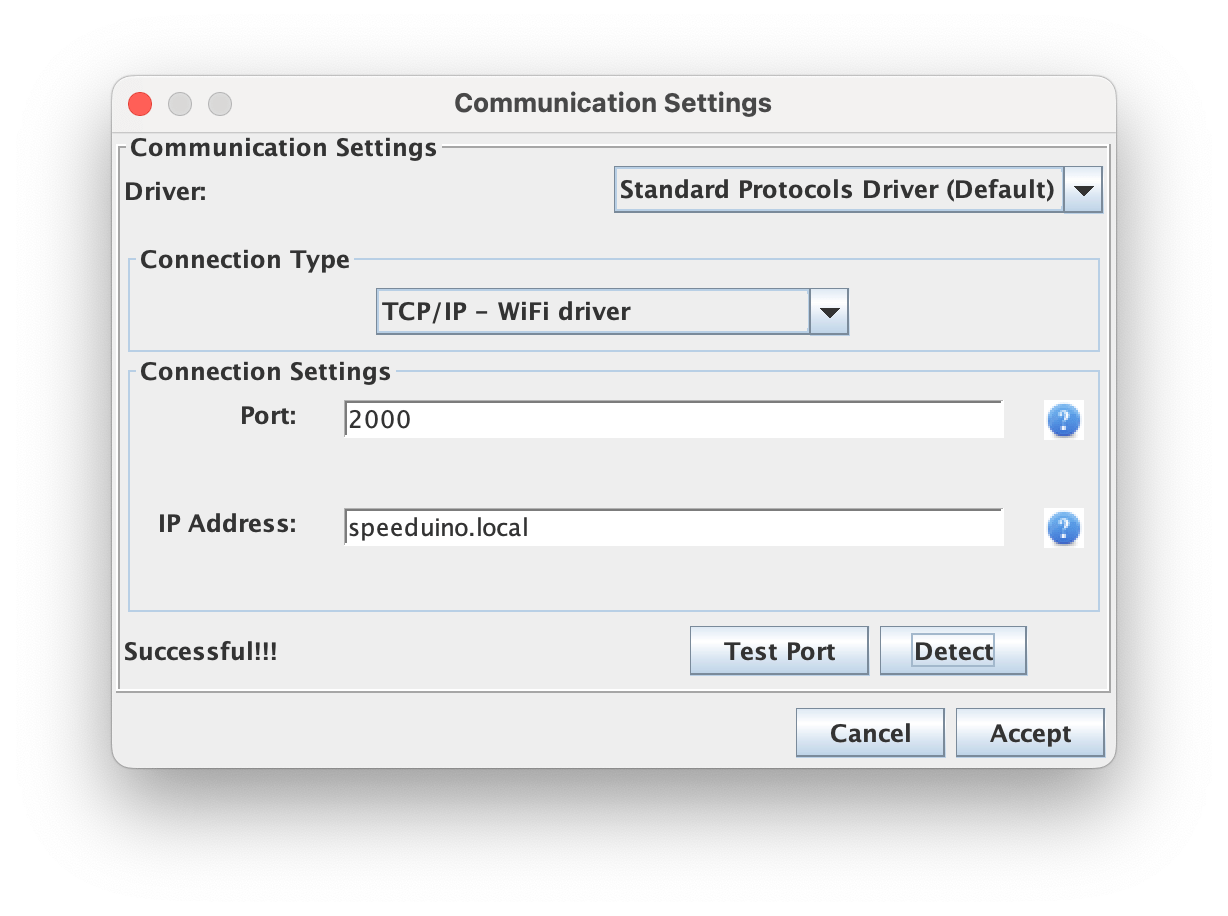 Communication Settings
Communication Settings
Driver:
Standard Protocols Driver (Default)
Connection Type
TCP/IP – WiFi driver
Connection Settings
Port:
2000
?
IP Address:
speeduino.local
?
Successful!!!
Test Port
Detect
Cancel
Accept